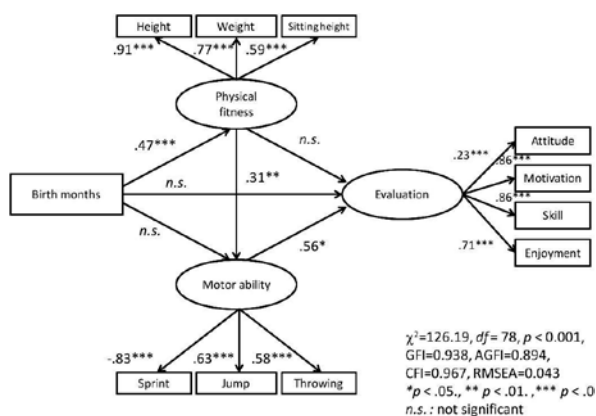 Height Weight Sitting height
.91*** .77*** .59***
Physical
fitness
.47*** n.s.
Attitude
.23***
.86***
Motivation
Birth months n.s. .31** Evaluation
.86***
Skill
n.s. .56* .71***
Enjoyment
Motor ability
-.83*** .63*** .58***
Sprint Jump Throwing
χ²=126.19, df= 78, p < 0.001,
GFI=0.938, AGFI=0.894,
CFI=0.967, RMSEA=0.043
*p < .05., ** p < .01. ,*** p < .0
n.s. : not significant